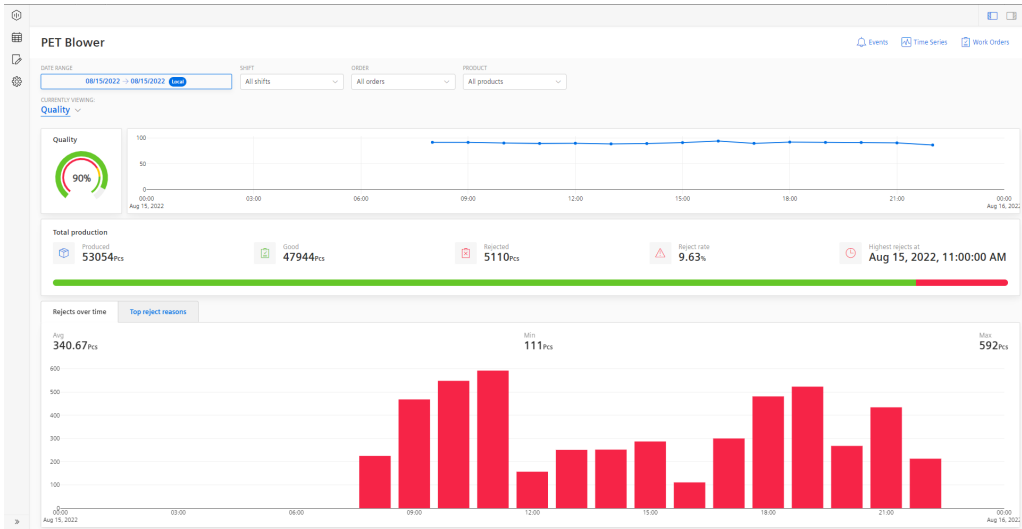 PET Blower
Events
Time Series
Work Orders
DATE RANGE
SHIFT
ORDER
PRODUCT
08/15/2022 → 08/15/2022 Local
All shifts
All orders
All products
CURRENTLY VIEWING:
Quality
Quality
90%
100
50
0
00:00
03:00
06:00
09:00
12:00
15:00
18:00
21:00
00:00
Aug 15, 2022
Aug 16, 202
Total production
Produced
53054Pcs
Good
47944Pcs
Rejected
5110Pcs
Reject rate
9.63%
Highest rejects at
Aug 15, 2022, 11:00:00 AM
Rejects over time
Top reject reasons
Avg
340.67Pcs
Min
111Pcs
Max
592Pcs
600
500
400
300
200
100
0
00:00
03:00
06:00
09:00
12:00
15:00
18:00
21:00
00:00
Aug 15, 2022
Aug 16, 202